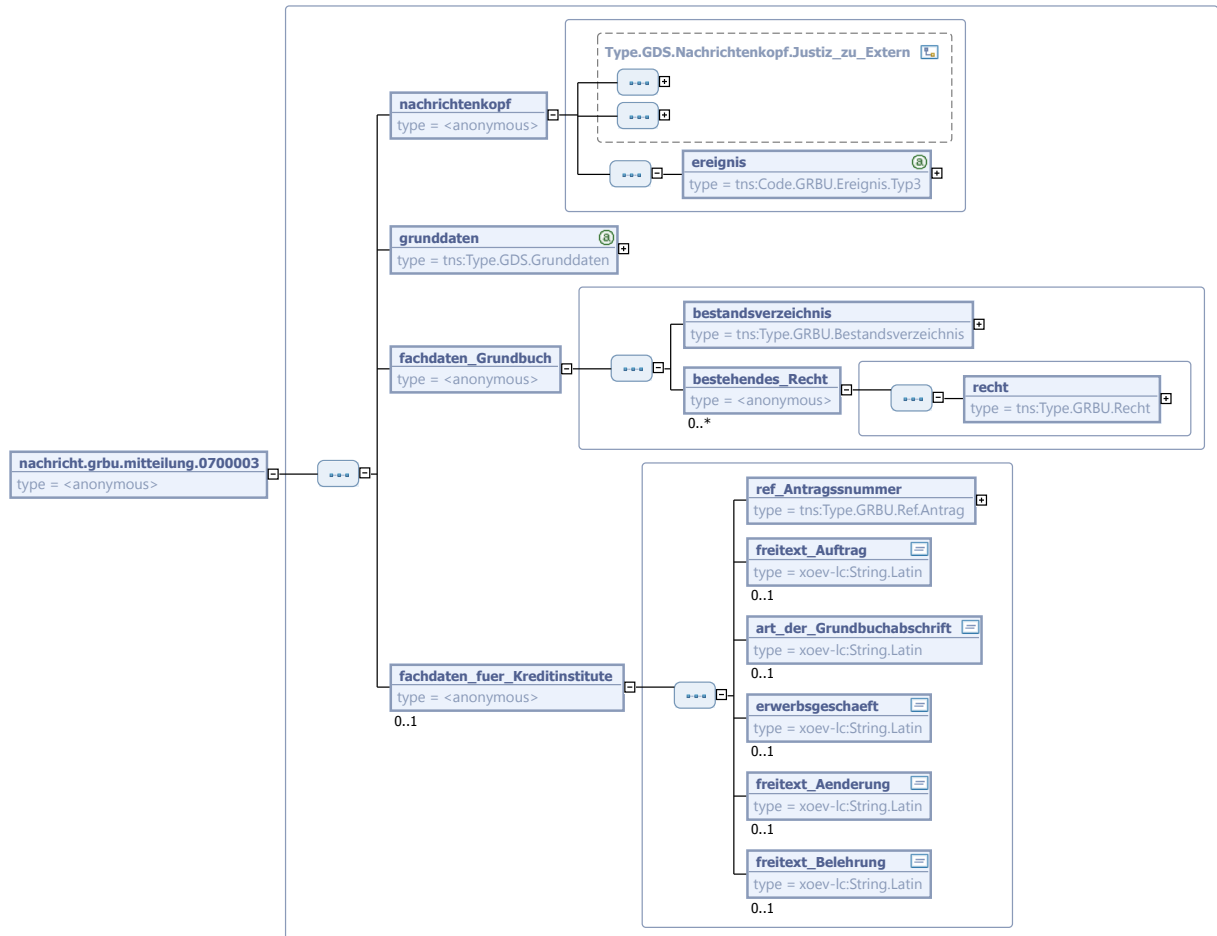 Type.GDS.Nachrichtenkopf.Justiz_zu_Extern
nachrichtenkopf
type = <anonymous>
ereignis
type = tns:Code.GRBU.Ereignis.Typ3
grunddaten
type = tns:Type.GDS.Grunddaten
bestandsverzeichnis
type = tns:Type.GRBU.Bestandsverzeichnis
fachdaten_Grundbuch
type = <anonymous>
bestehendes_Recht
type = <anonymous>
0..*
recht
type = tns:Type.GRBU.Recht
nachricht.grbu.mitteilung.0700003
type = <anonymous>
ref_Antragssnummer
type = tns:Type.GRBU.Ref.Antrag
freitext_Auftrag
type = xoev-lc:String.Latin
0..1
art_der_Grundbuchabschrift
type = xoev-lc:String.Latin
0..1
fachdaten_fuer_Kreditinstitute
type = <anonymous>
0..1
erwerbsgeschaeft
type = xoev-lc:String.Latin
0..1
freitext_Aenderung
type = xoev-lc:String.Latin
0..1
freitext_Belehrung
type = xoev-lc:String.Latin
0..1